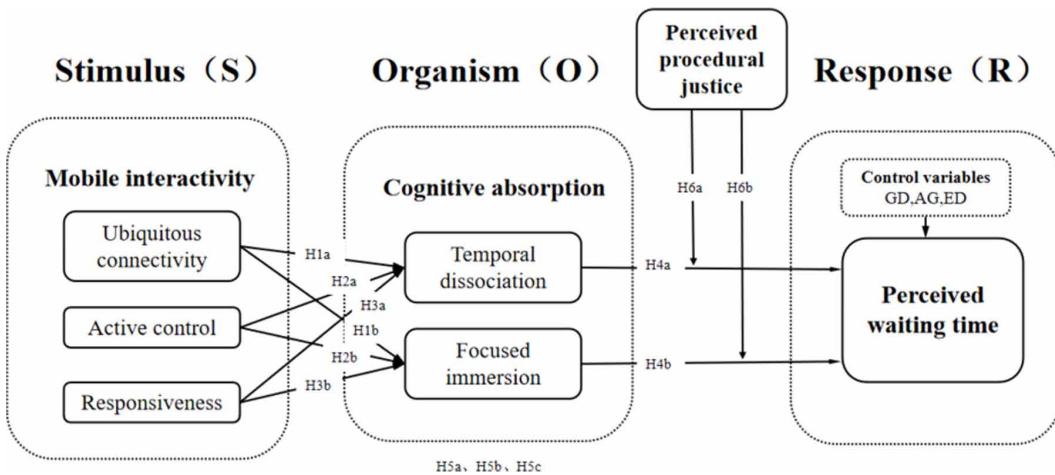 Stimulus（S）
Organism（O）
Perceived
procedural
justice
Response（R）
Mobile interactivity
Ubiquitous
connectivity
Active control
Responsiveness
H1a
H2a
H3a
H1b
H2b
H3b
Cognitive absorption
Temporal
dissociation
Focused
immersion
H6a
H6b
H4a
H4b
Control variables
GD,AG,ED
Perceived
waiting time
H5a、H5b、H5c